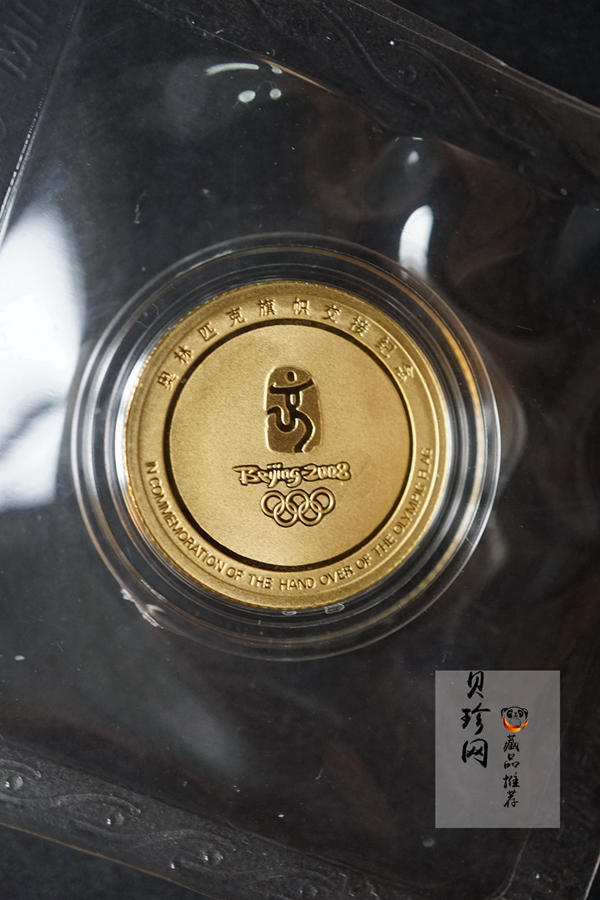 奥林匹克旗帜交接纪念
Beijing 2008
IN COMMEMORATION OF THE HAND OVER OF THE OLYMPIC FLAG
贝珍网
藏品推荐